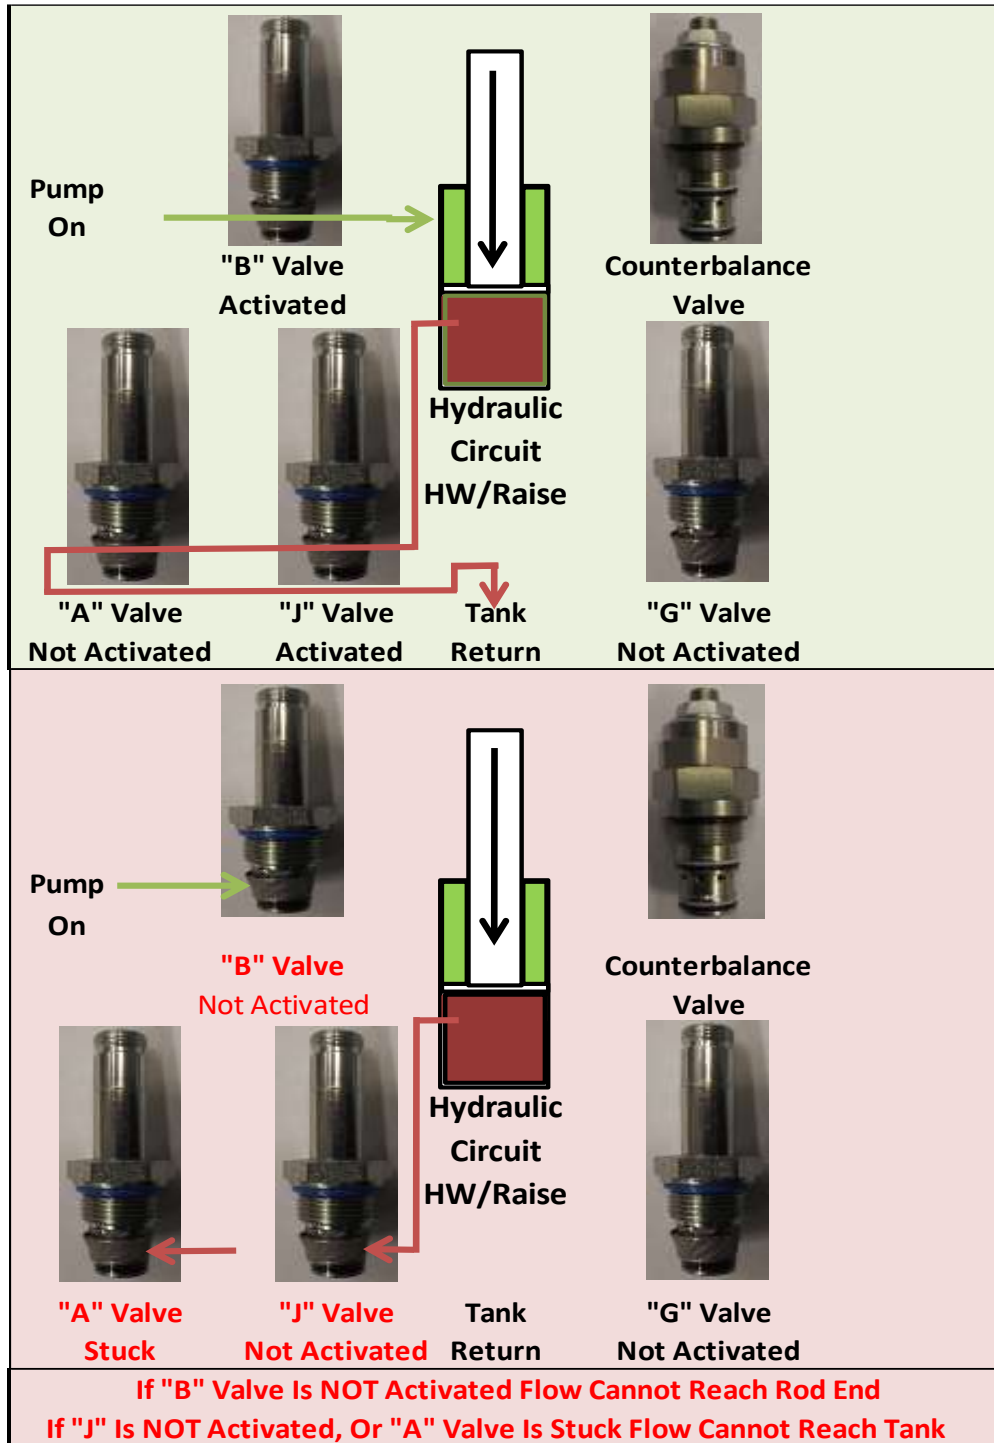 Pump
On
"B" Valve
Activated
Counterbalance
Valve
Hydraulic
Circuit
HW/Raise
"A" Valve
Not Activated
"J" Valve
Activated
Tank
Return
"G" Valve
Not Activated
Pump
On
"B" Valve
Not Activated
Counterbalance
Valve
Hydraulic
Circuit
HW/Raise
"A" Valve
Stuck
"J" Valve
Not Activated
Tank
Return
"G" Valve
Not Activated
If "B" Valve Is NOT Activated Flow Cannot Reach Rod End
If "J" Is NOT Activated, Or "A" Valve Is Stuck Flow Cannot Reach Tank